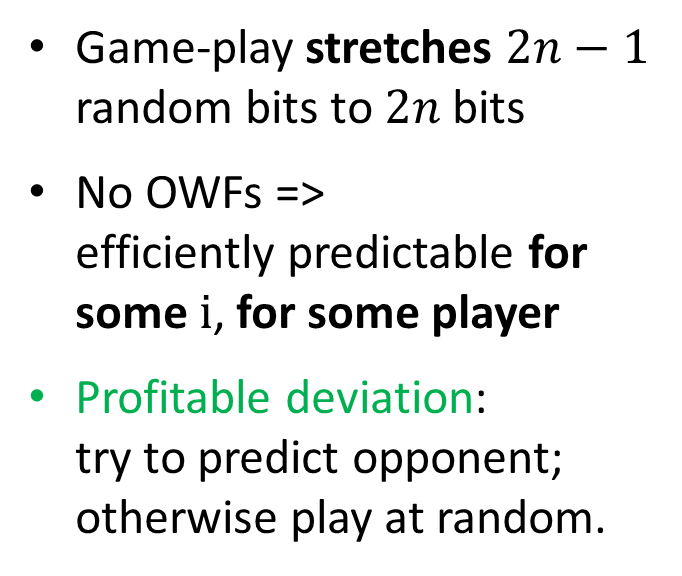 • Game-play stretches 2n − 1
random bits to 2n bits
• No OWFs =>
efficiently predictable for
some i, for some player
• Profitable deviation:
try to predict opponent;
otherwise play at random.